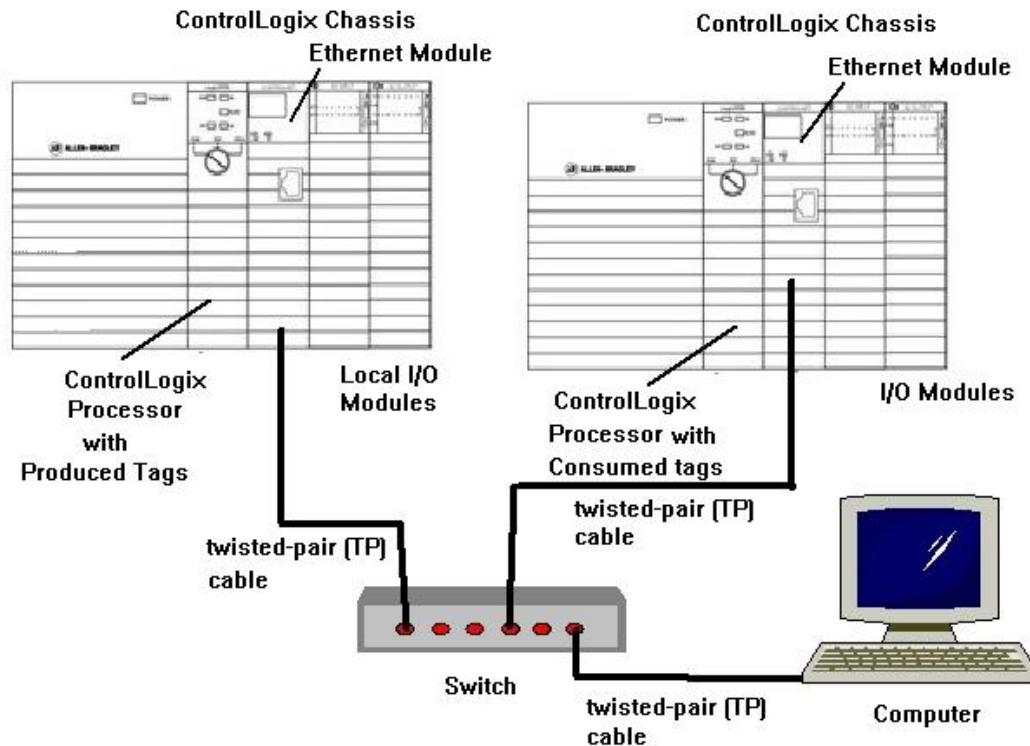 ControlLogix Chassis
Ethernet Module
POWER
ALLEN-BRADLEY
ControlLogix
Processor
with
Produced Tags
Local I/O
Modules
ControlLogix Chassis
Ethernet Module
POWER
ALLEN-BRADLEY
ControlLogix
Processor with
Consumed tags
I/O Modules
twisted-pair (TP)
cable
twisted-pair (TP)
cable
Switch
twisted-pair (TP)
cable
Computer